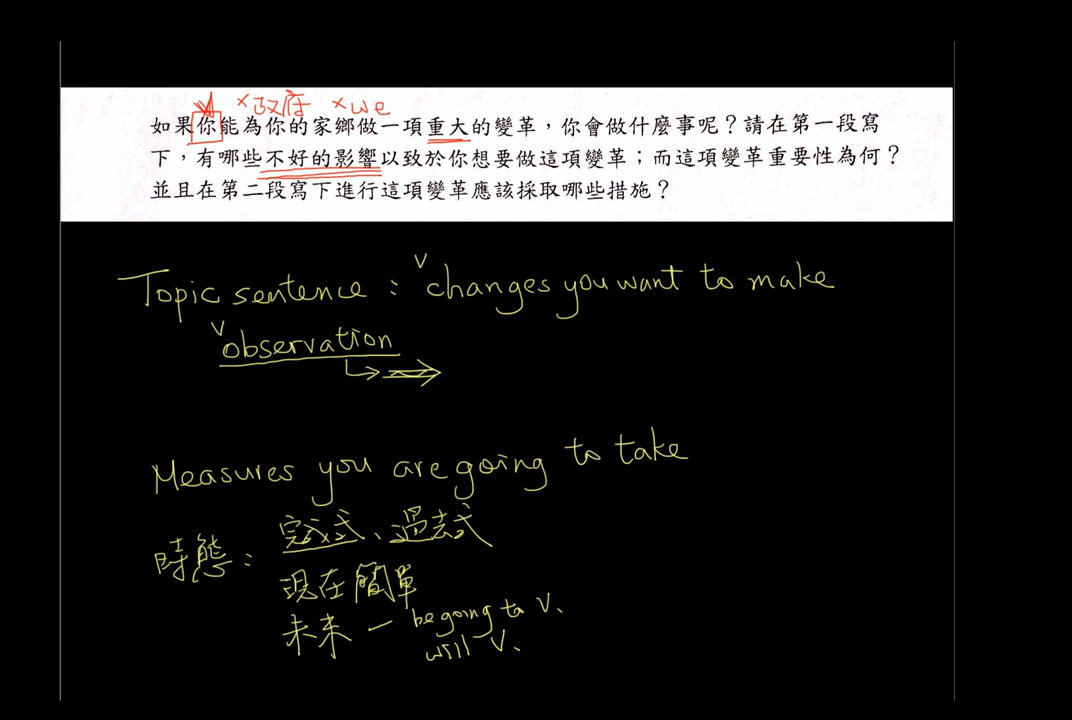 ×政府 ×we
如果你能為你的家鄉做一項重大的變革，你會做什麼事呢？請在第一段寫
下，有哪些不好的影響以致於你想要做這項變革；而這項變革重要性為何？
並且在第二段寫下進行這項變革應該採取哪些措施？
Topic sentence : changes you want to make
observation
Measures you are going to take
時態： 完成式、過去式
現在簡單
未來 － be going to V.
will V.